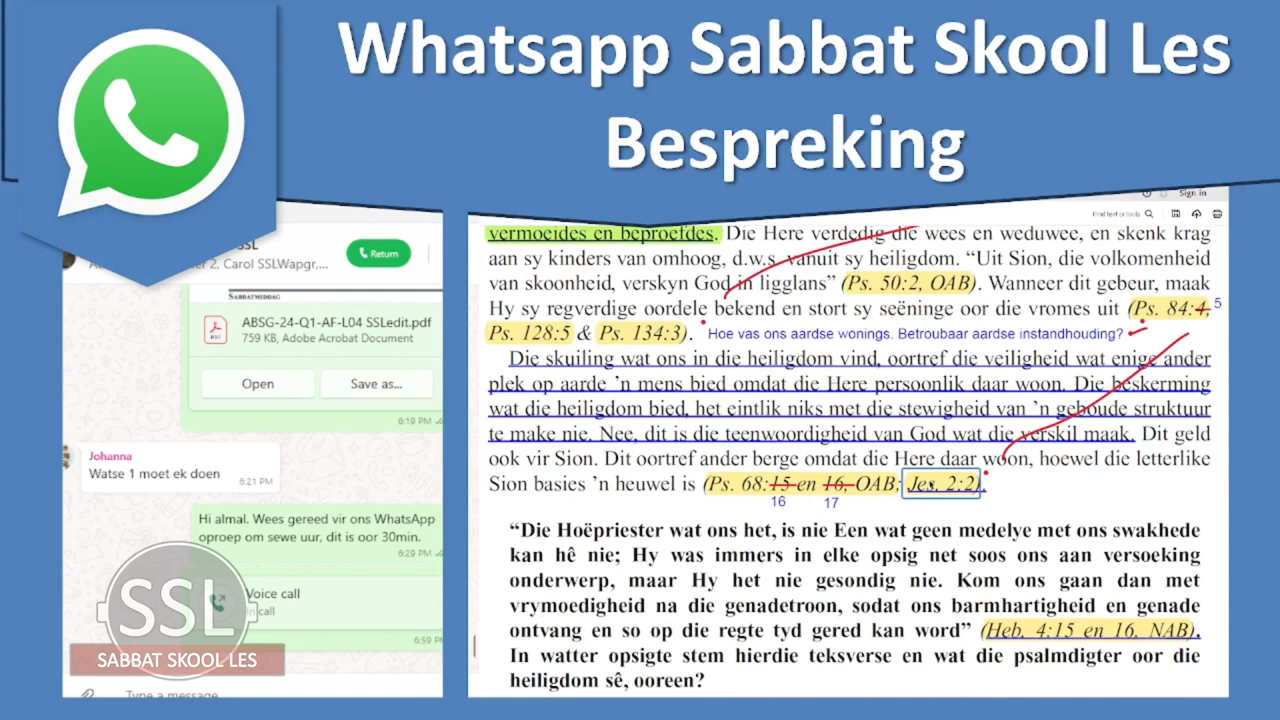 Whatsapp Sabbat Skool Les
Bespreking
SSL
Carol SSLWapgr,...
Return
SABBATMIDDAG
ABSG-24-Q1-AF-L04 SSLedit.pdf
759 KB, Adobe Acrobat Document
Open
Save as...
6:19 PM
Johanna
Watse 1 moet ek doen
6:21 PM
Hi almal. Wees gereed vir ons WhatsApp
oproep om sewe uur, dit is oor 30min.
6:29 PM
Voice call
In call
6:59 PM
SSL
SABBAT SKOOL LES
Type a message
Sign in
Find text or tools
vermoeides en beproefdes. Die Here verdedig die wees en weduwee, en skenk krag
aan sy kinders van omhoog, d.w.s. vanuit sy heiligdom. “Uit Sion, die volkomenheid
van skoonheid, verskyn God in ligglans” (Ps. 50:2, OAB). Wanneer dit gebeur, maak
Hy sy regverdige oordele bekend en stort sy seëninge oor die vromes uit (Ps. 84:4, 5
Ps. 128:5 & Ps. 134:3). Hoe vas ons aardse wonings. Betroubaar aardse instandhouding?
Die skuiling wat ons in die heiligdom vind, oortref die veiligheid wat enige ander
plek op aarde ’n mens bied omdat die Here persoonlik daar woon. Die beskerming
wat die heiligdom bied, het eintlik niks met die stewigheid van ’n geboude struktuur
te make nie. Nee, dit is die teenwoordigheid van God wat die verskil maak. Dit geld
ook vir Sion. Dit oortref ander berge omdat die Here daar woon, hoewel die letterlike
Sion basies ’n heuwel is (Ps. 68:15 en 16, OAB; Jes. 2:2).
16 17
“Die Hoëpriester wat ons het, is nie Een wat geen medelye met ons swakhede
kan hê nie; Hy was immers in elke opsig net soos ons aan versoeking
onderwerp, maar Hy het nie gesondig nie. Kom ons gaan dan met
vrymoedigheid na die genadetroon, sodat ons barmhartigheid en genade
ontvang en so op die regte tyd gered kan word” (Heb. 4:15 en 16, NAB).
In watter opsigte stem hierdie teksverse en wat die psalmdigter oor die
heiligdom sê, ooreen?